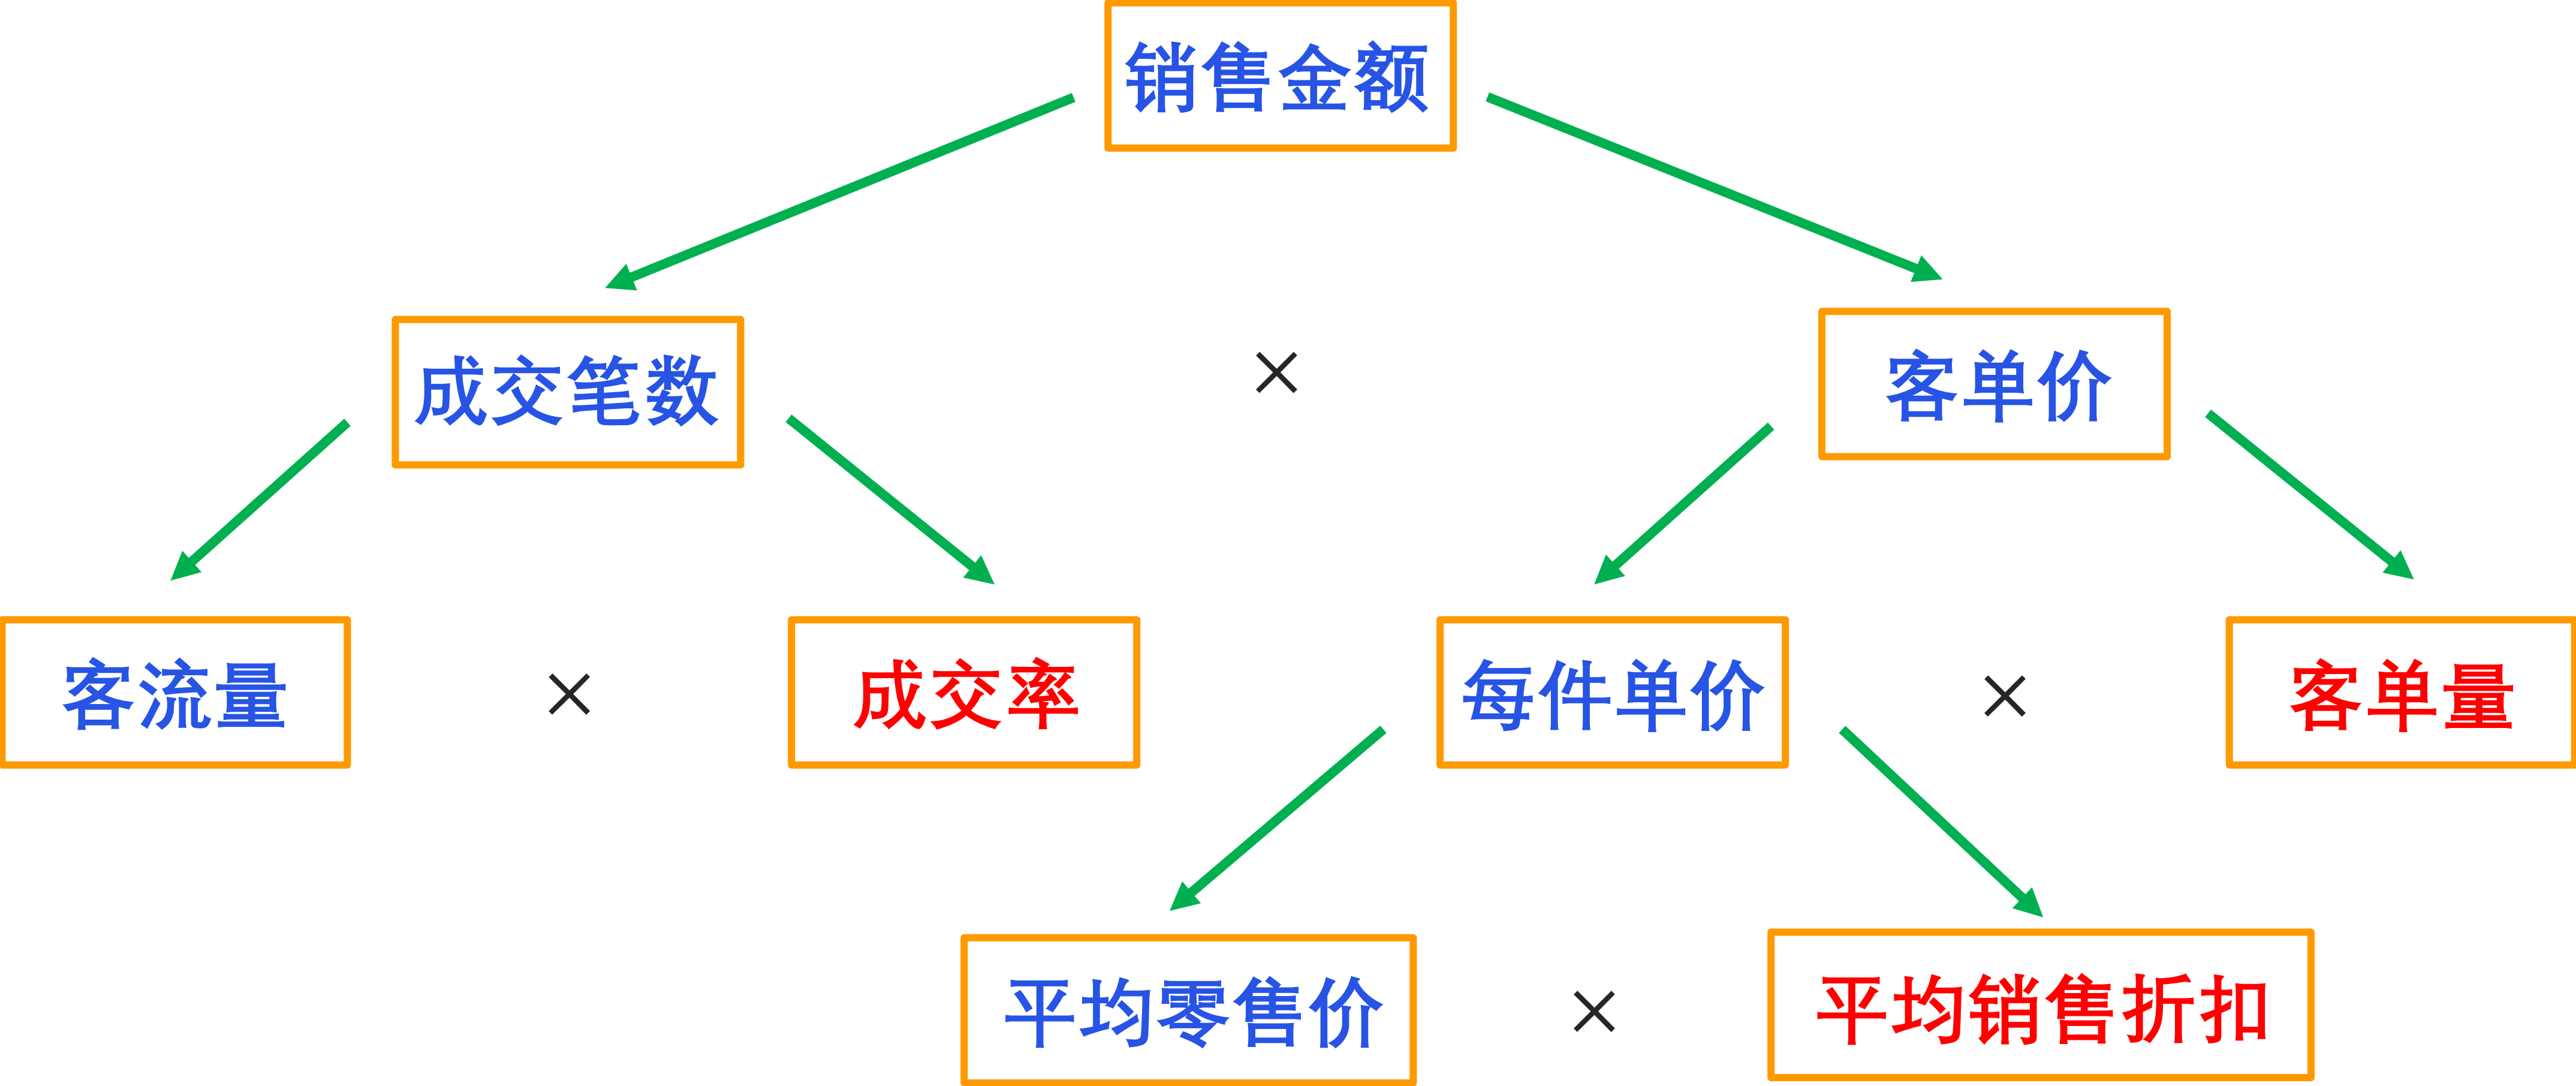 销售金额
成交笔数
×
客单价
客流量
×
成交率
每件单价
×
客单量
平均零售价
×
平均销售折扣